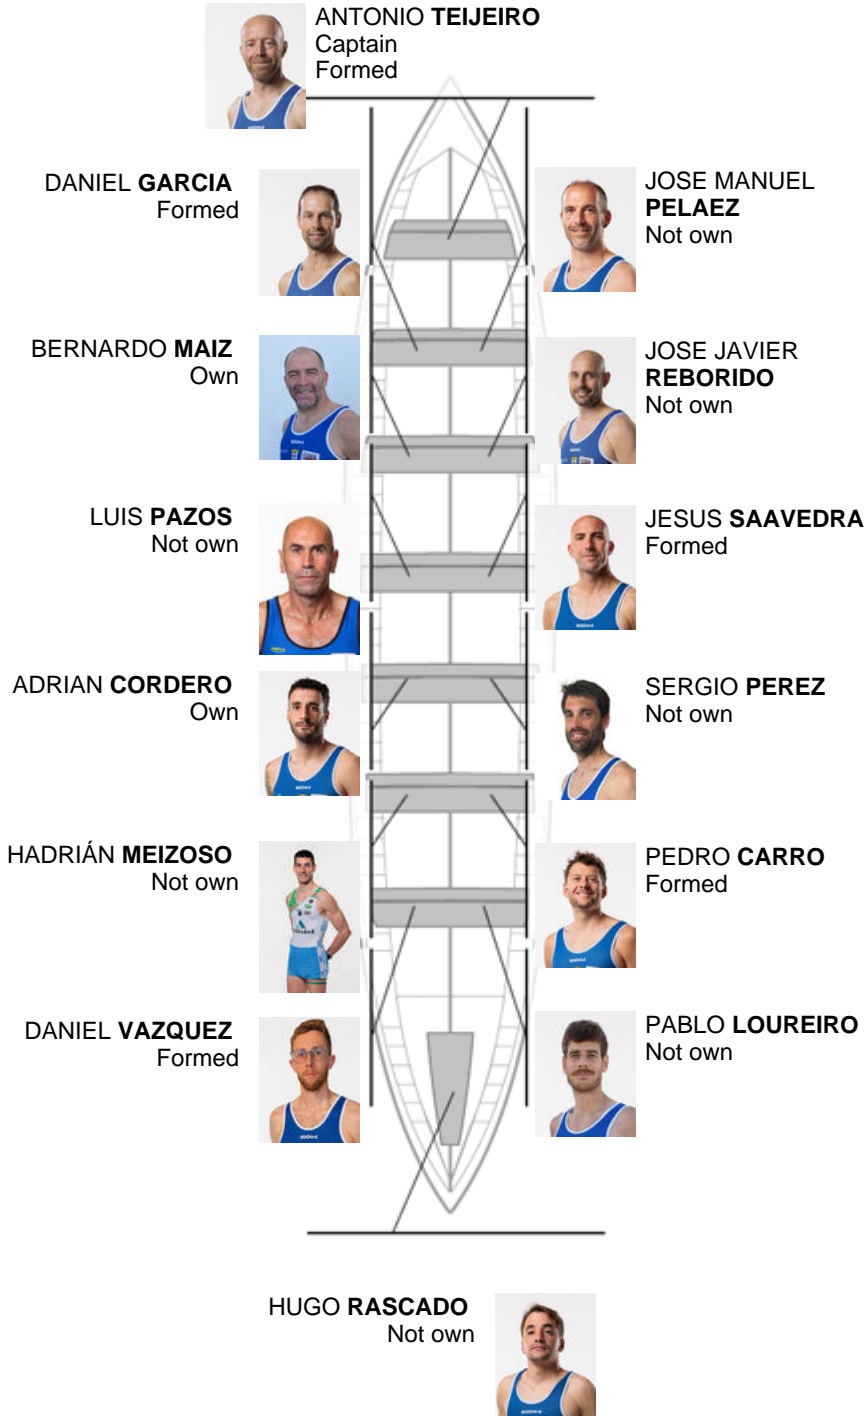 ANTONIO TEIJEIRO
Captain
Formed
DANIEL GARCIA
Formed
JOSE MANUEL
PELAEZ
Not own
BERNARDO MAIZ
Own
JOSE JAVIER
REBORIDO
Not own
LUIS PAZOS
Not own
JESUS SAAVEDRA
Formed
ADRIAN CORDERO
Own
SERGIO PEREZ
Not own
HADRIÁN MEIZOSO
Not own
PEDRO CARRO
Formed
DANIEL VAZQUEZ
Formed
PABLO LOUREIRO
Not own
HUGO RASCADO
Not own